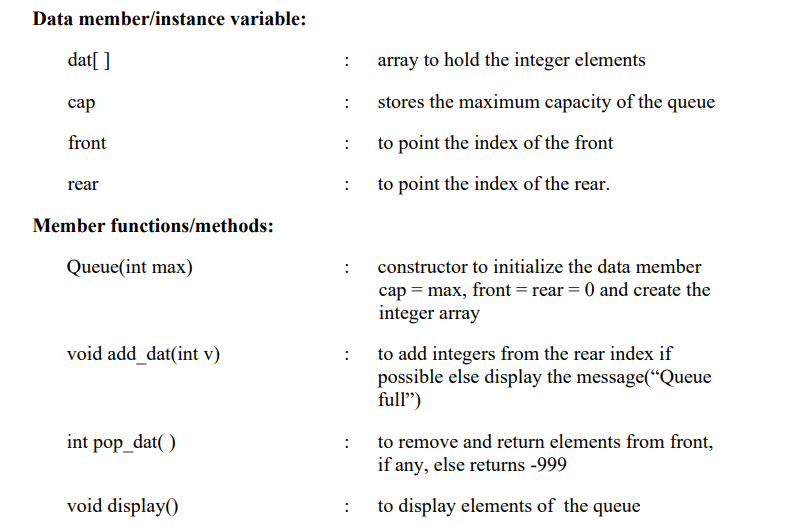 Data member/instance variable:
dat[ ] : array to hold the integer elements
cap : stores the maximum capacity of the queue
front : to point the index of the front
rear : to point the index of the rear.
Member functions/methods:
Queue(int max) : constructor to initialize the data member
cap = max, front = rear = 0 and create the
integer array
void add_dat(int v) : to add integers from the rear index if
possible else display the message(“Queue
full”)
int pop_dat( ) : to remove and return elements from front,
if any, else returns -999
void display() : to display elements of the queue